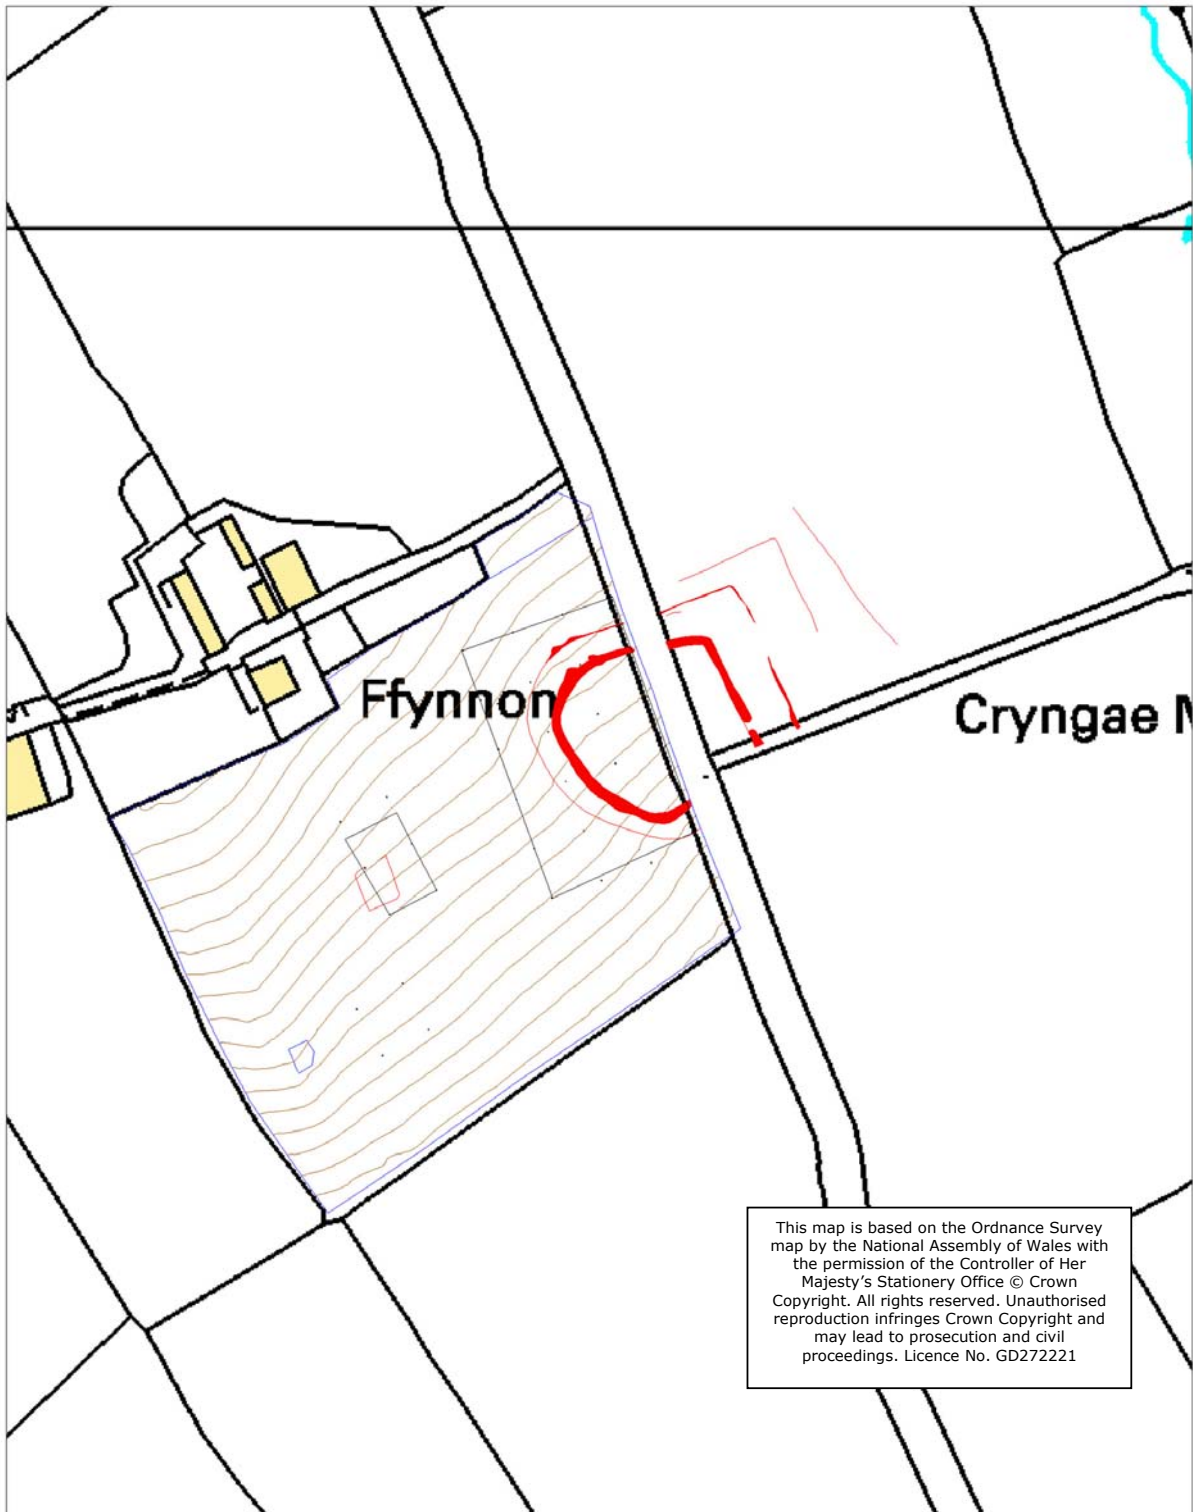 Ffynnon
Cryngae M
This map is based on the Ordnance Survey
map by the National Assembly of Wales with
the permission of the Controller of Her
Majesty's Stationery Office © Crown
Copyright. All rights reserved. Unauthorised
reproduction infringes Crown Copyright and
may lead to prosecution and civil
proceedings. Licence No. GD272221